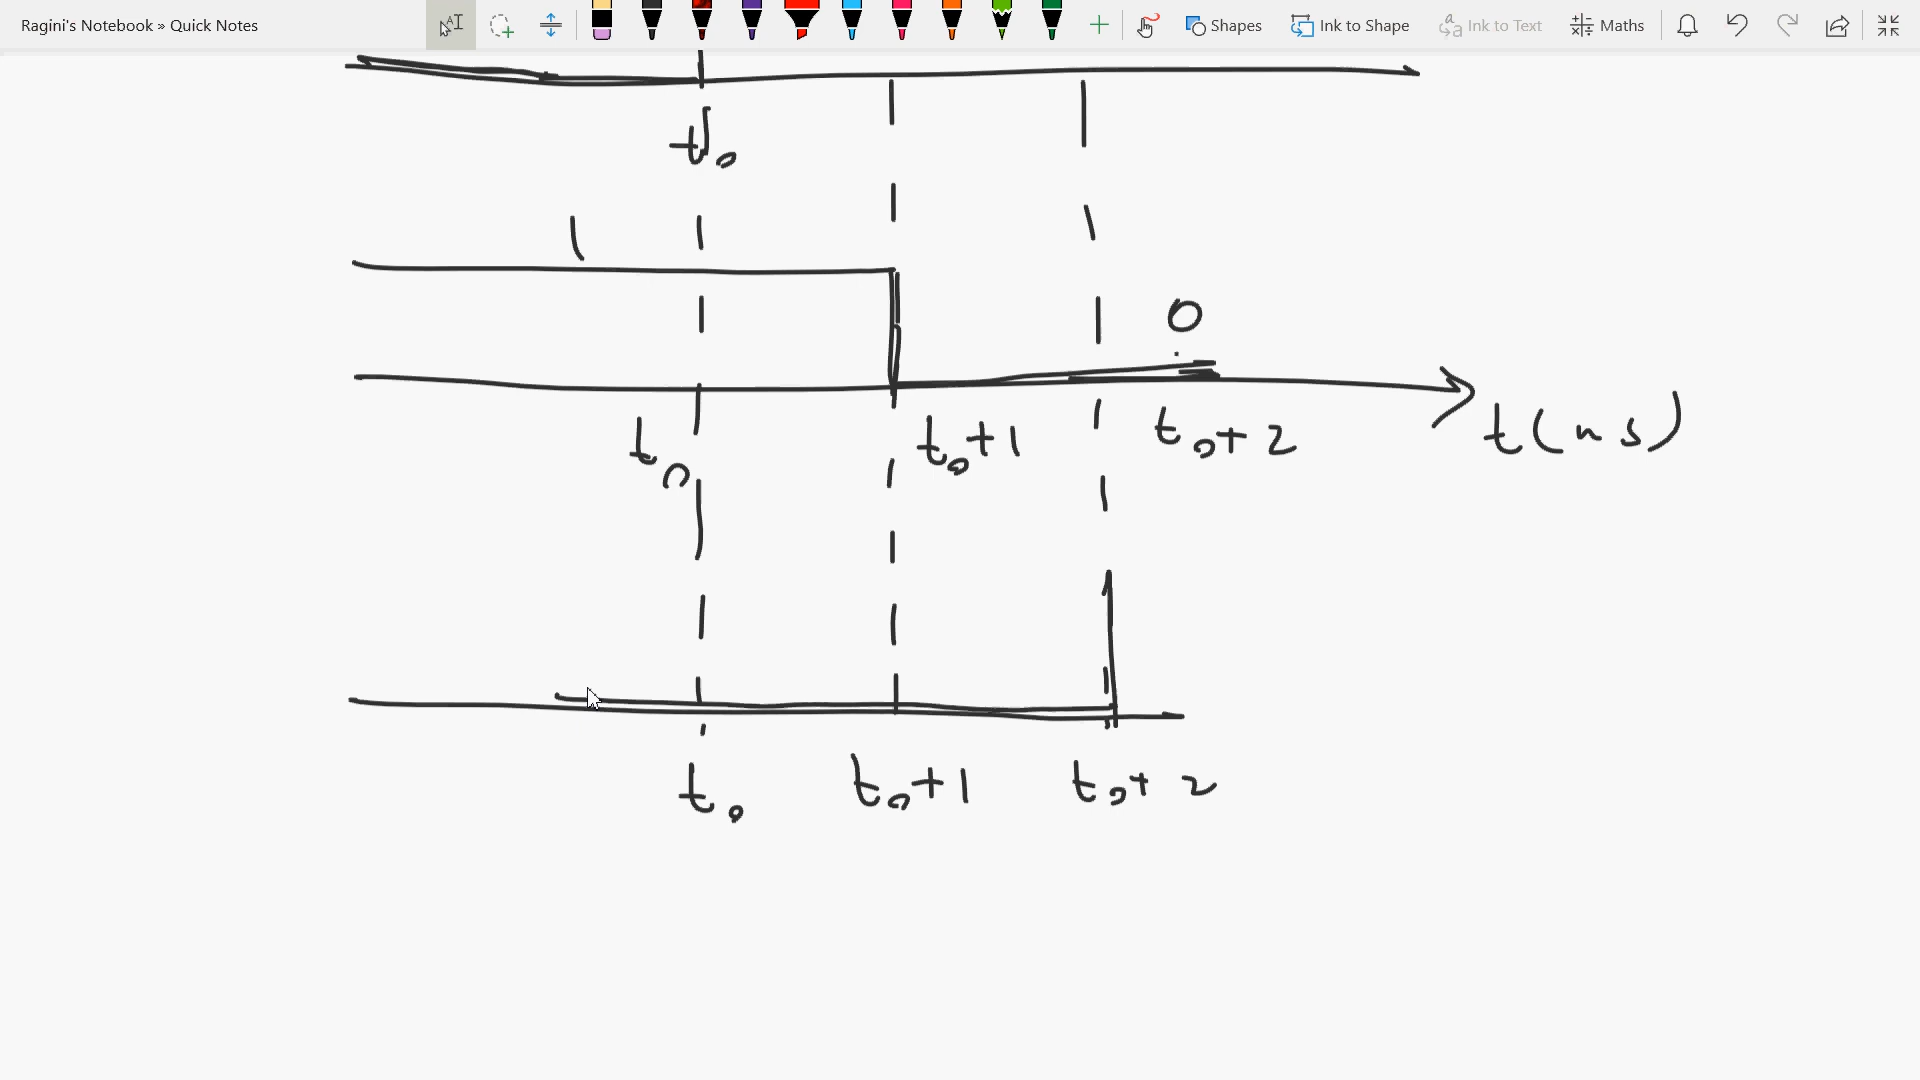 Ragini's Notebook » Quick Notes
Shapes Ink to Shape Ink to Text Maths
t0
1
0
t0 t0+1 t0+2 t(ns)
t0 t0+1 t0+2